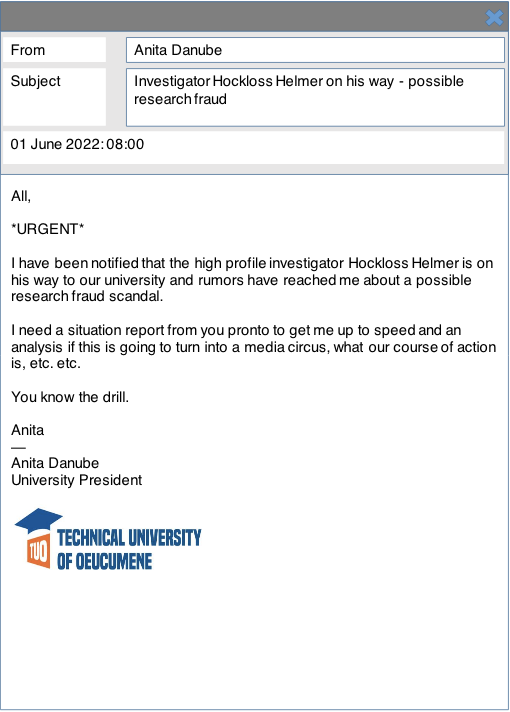 From
Anita Danube
Subject
Investigator Hockloss Helmer on his way - possible
research fraud
01 June 2022: 08:00
All,
*URGENT*
I have been notified that the high profile investigator Hockloss Helmer is on
his way to our university and rumors have reached me about a possible
research fraud scandal.
I need a situation report from you pronto to get me up to speed and an
analysis if this is going to turn into a media circus, what our course of action
is, etc. etc.
You know the drill.
Anita
—
Anita Danube
University President
TUO
TECHNICAL UNIVERSITY
OF OEUCUMENE